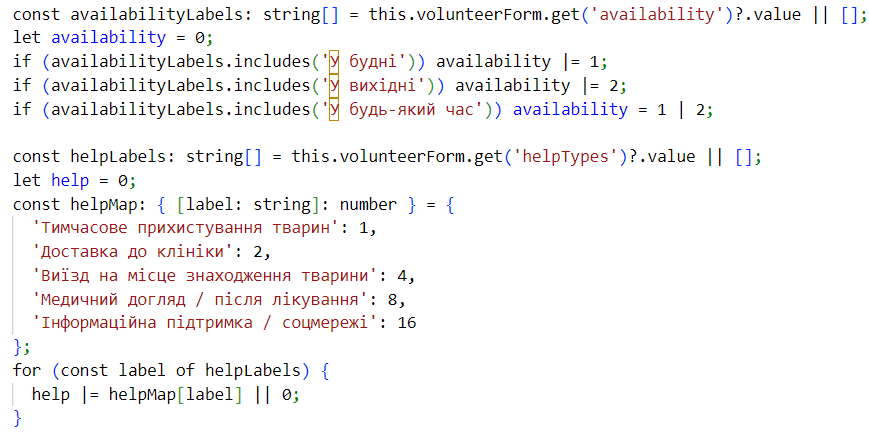 const availabilityLabels: string[] = this.volunteerForm.get('availability')?.value || [];
let availability = 0;
if (availabilityLabels.includes('У будні')) availability |= 1;
if (availabilityLabels.includes('У вихідні')) availability |= 2;
if (availabilityLabels.includes('У будь-який час')) availability = 1 | 2;
const helpLabels: string[] = this.volunteerForm.get('helpTypes')?.value || [];
let help = 0;
const helpMap: { [label: string]: number } = {
'Тимчасове прихистування тварин': 1,
'Доставка до клініки': 2,
'Виїзд на місце знаходження тварини': 4,
'Медичний догляд / після лікування': 8,
'Інформаційна підтримка / соцмережі': 16
};
for (const label of helpLabels) {
help |= helpMap[label] || 0;
}